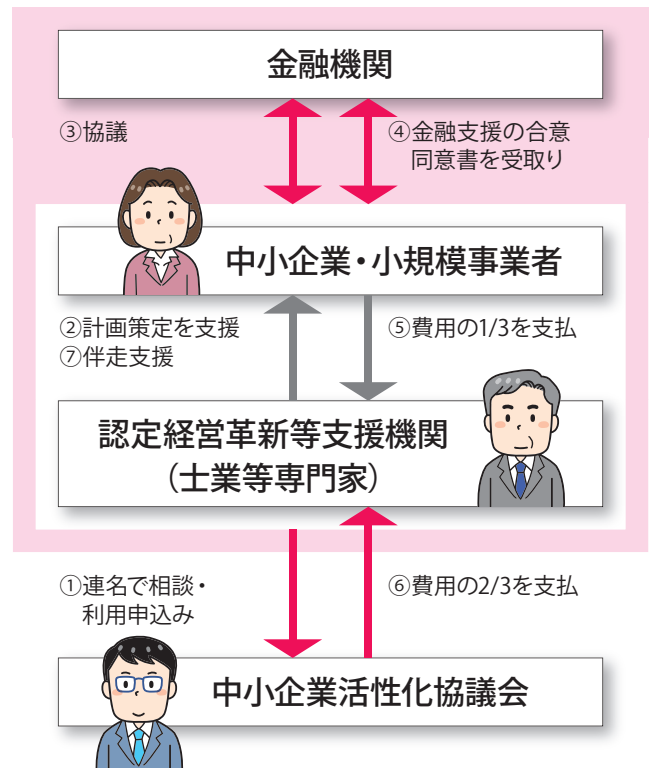 金融機関
③協議
④金融支援の合意
同意書を受取り
中小企業・小規模事業者
②計画策定を支援
⑦伴走支援
⑤費用の1/3を支払
認定経営革新等支援機関
（士業等専門家）
①連名で相談・
利用申込み
⑥費用の2/3を支払
中小企業活性化協議会